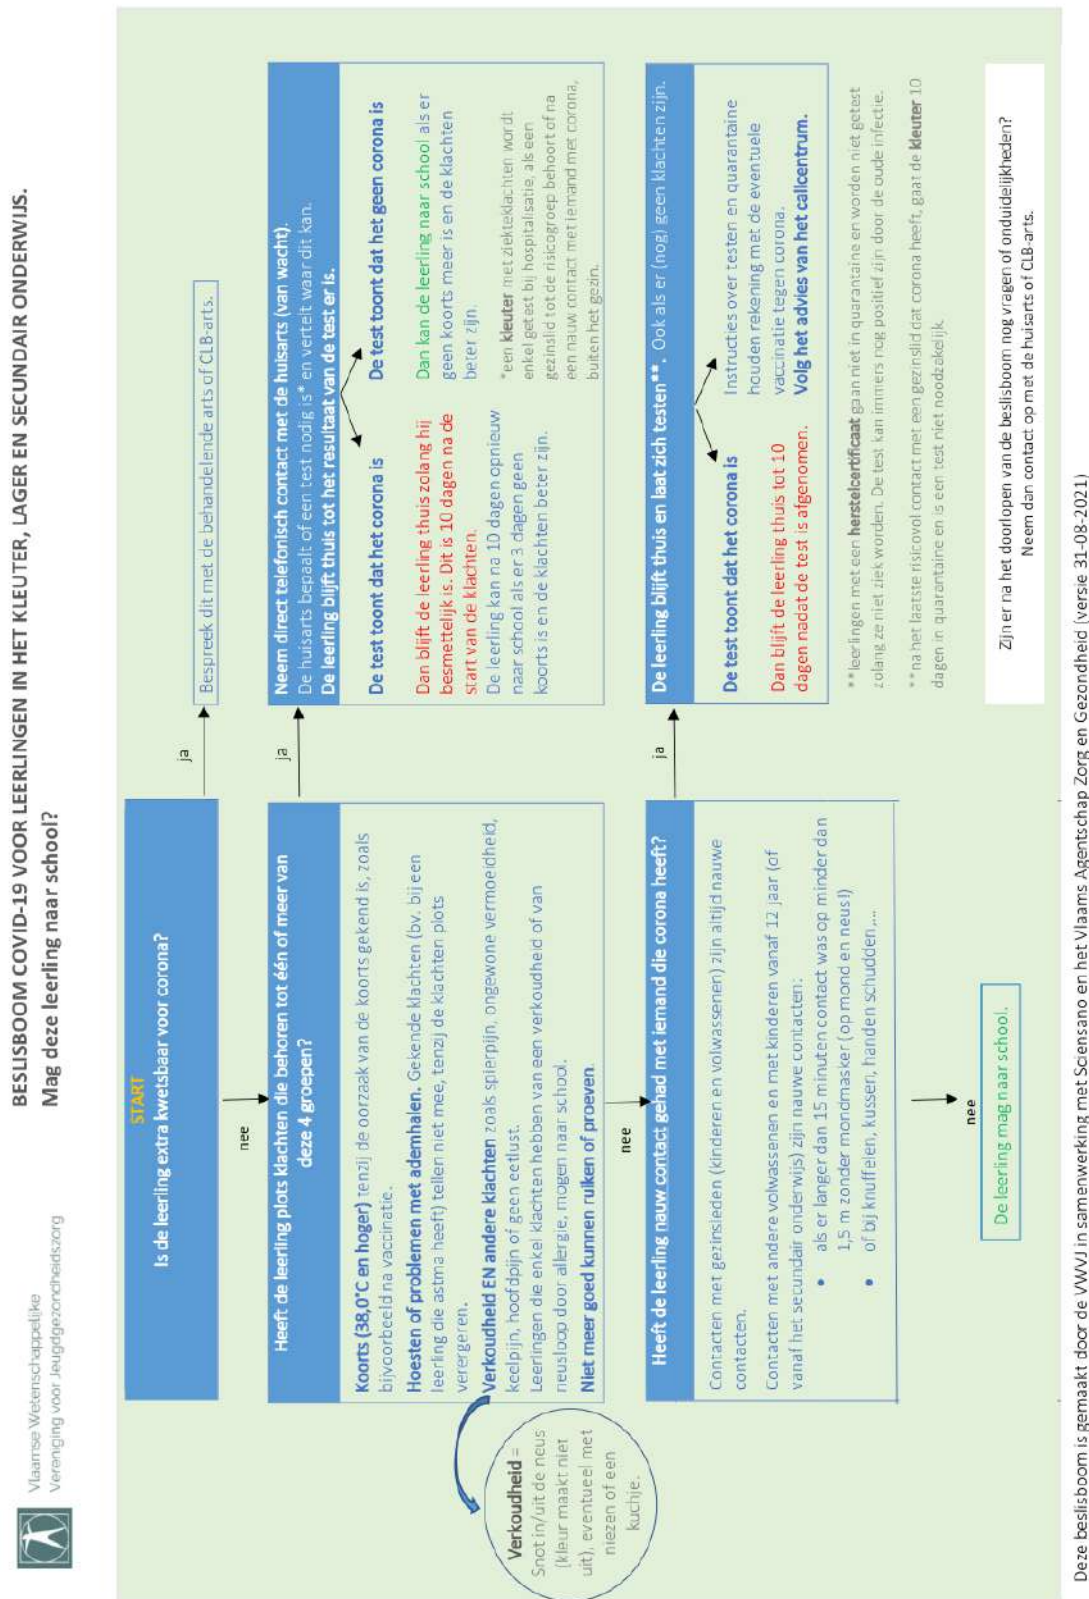 Vlaamse Wetenschappelijke
Vereniging voor Jeugdgezondheidszorg
BESLISBOOM COVID-19 VOOR LEERLINGEN IN HET KLEUTER, LAGER EN SECUNDAIR ONDERWIJS.
Mag deze leerling naar school?
START
Is de leerling extra kwetsbaar voor corona?
ja
Bespreek dit met de behandelende arts of CLB-arts.
nee
Heeft de leerling plots klachten die behoren tot één of meer van
deze 4 groepen?
Koorts (38,0°C en hoger) tenzij de oorzaak van de koorts gekend is, zoals
bijvoorbeeld na vaccinatie.
Hoesten of problemen met ademhalen. Gekende klachten (bv. bij een
leerling die astma heeft) tellen niet mee, tenzij de klachten plots
verergeren.
Verkoudheid EN andere klachten zoals spierpijn, ongewone vermoeidheid,
keelpijn, hoofdpijn of geen eetlust.
Leerlingen die enkel klachten hebben van een verkoudheid of van
neusloop door allergie, mogen naar school.
Niet meer goed kunnen ruiken of proeven.
Verkoudheid =
Snot in/uit de neus
(kleur maakt niet
uit), eventueel met
niezen of een
kuchje.
ja
Neem direct telefonisch contact met de huisarts (van wacht).
De huisarts bepaalt of een test nodig is* en vertelt waar dit kan.
De leerling blijft thuis tot het resultaat van de test er is.
De test toont dat het corona is
Dan blijft de leerling thuis zolang hij
besmettelijk is. Dit is 10 dagen na de
start van de klachten.
De leerling kan na 10 dagen opnieuw
naar school als er 3 dagen geen
koorts is en de klachten beter zijn.
De test toont dat het geen corona is
Dan kan de leerling naar school als er
geen koorts meer is en de klachten
beter zijn.
*een kleuter met ziekteklachten wordt
enkel getest bij hospitalisatie, als een
gezinslid tot de risicogroep behoort of na
een nauw contact met iemand met corona,
buiten het gezin.
nee
Heeft de leerling nauw contact gehad met iemand die corona heeft?
Contacten met gezinsleden (kinderen en volwassenen) zijn altijd nauwe
contacten.
Contacten met andere volwassenen en met kinderen vanaf 12 jaar (of
vanaf het secundair onderwijs) zijn nauwe contacten:
• als er langer dan 15 minuten contact was op minder dan
1,5 m zonder mondmasker (op mond en neus!)
• of bij knuffelen, kussen, handen schudden,...
ja
De leerling blijft thuis en laat zich testen**. Ook als er (nog) geen klachten zijn.
De test toont dat het corona is
Dan blijft de leerling thuis tot 10
dagen nadat de test is afgenomen.
Instructies over testen en quarantaine
houden rekening met de eventuele
vaccinatie tegen corona.
Volg het advies van het callcentrum.
**leerlingen met een herstelcertificaat gaan niet in quarantaine en worden niet getest
zolang ze niet ziek worden. De test kan immers nog positief zijn door de oude infectie.
**na het laatste risicovol contact met een gezinslid dat corona heeft, gaat de kleuter 10
dagen in quarantaine en is een test niet noodzakelijk.
nee
De leerling mag naar school.
Zijn er na het doorlopen van de beslisboom nog vragen of onduidelijkheden?
Neem dan contact op met de huisarts of CLB-arts.
Deze beslisboom is gemaakt door de VWVJ in samenwerking met Sciensano en het Vlaams Agentschap Zorg en Gezondheid (versie 31-08-2021)